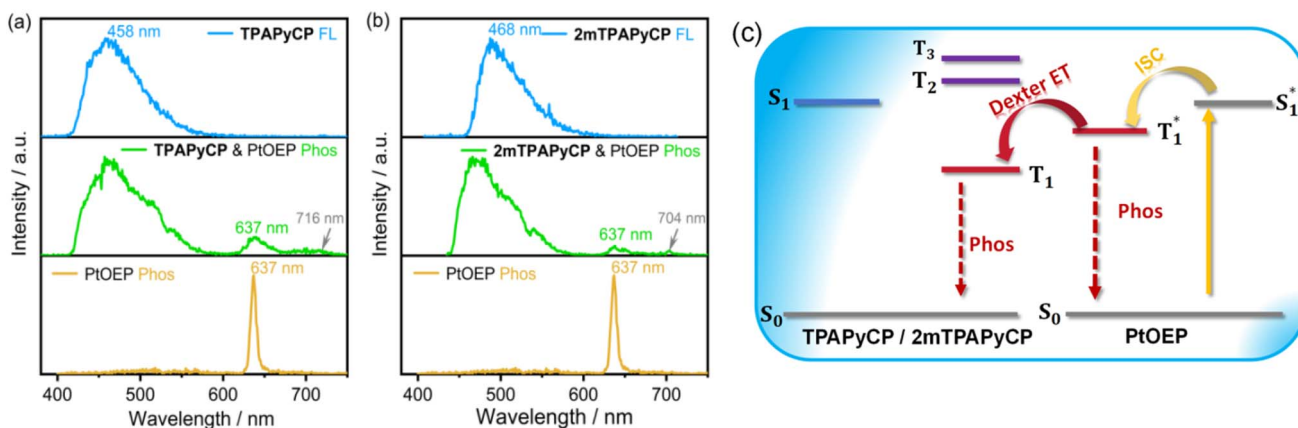 (a)
458 nm
TPAPyCP FL
TPAPyCP & PtOEP Phos
637 nm
716 nm
PtOEP Phos
637 nm
400
500
600
700
Wavelength / nm
Intensity / a.u.
(b)
468 nm
2mTPAPyCP FL
2mTPAPyCP & PtOEP Phos
637 nm
704 nm
PtOEP Phos
637 nm
400
500
600
700
Wavelength / nm
Intensity / a.u.
(c)
T₃
T₂
S₁
Dexter ET
ISC
S₁*
T₁*
T₁
Phos
Phos
S₀
S₀
TPAPyCP / 2mTPAPyCP
PtOEP